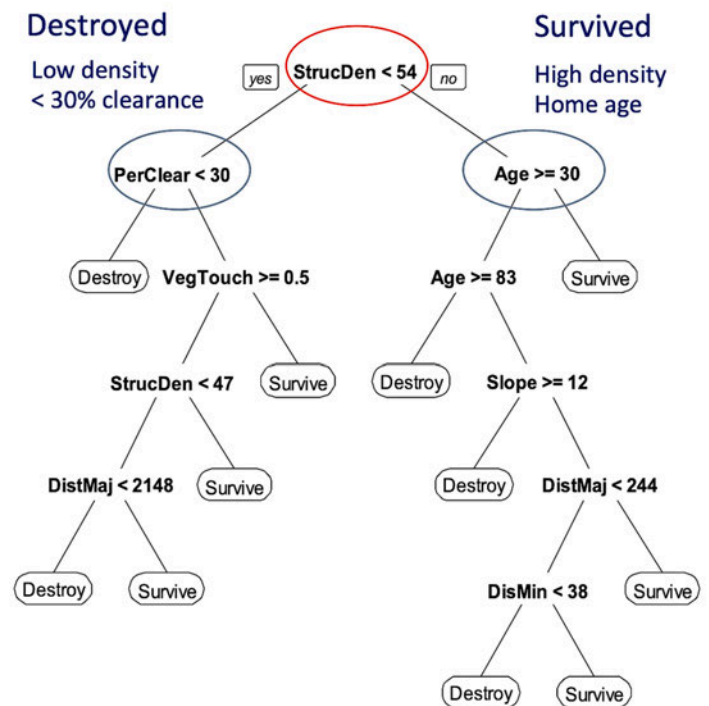 Destroyed
Survived
Low density
< 30% clearance
yes
StrucDen < 54
no
High density
Home age
PerClear < 30
Age >= 30
Destroy
VegTouch >= 0.5
Age >= 83
Survive
StrucDen < 47
Survive
Destroy
Slope >= 12
DistMaj < 2148
Survive
Destroy
DistMaj < 244
Destroy
Survive
DisMin < 38
Survive
Destroy
Survive